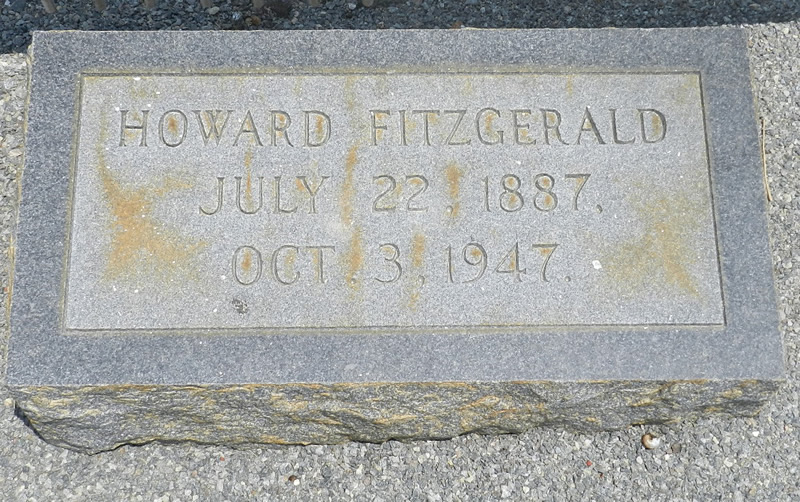 HOWARD FITZGERALD
JULY 22, 1887.
OCT. 3, 1947.